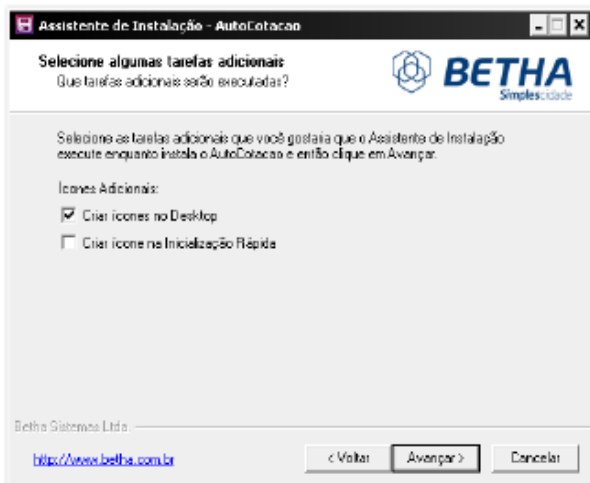 Assistente de Instalação - AutoCotacao
Selecione algumas tarefas adicionais
Que tarefas adicionais serão executadas?
BETHA
Simplescidade
Selecione as tarefas adicionais que você gostaria que o Assistente de Instalação
execute enquanto instala o AutoCotacao e então clique em Avançar.
Ícones Adicionais:
Criar ícones no Desktop
Criar ícone na Inicialização Rápida
Betha Sistemas Ltda.
http://www.betha.com.br
< Voltar
Avançar >
Cancelar